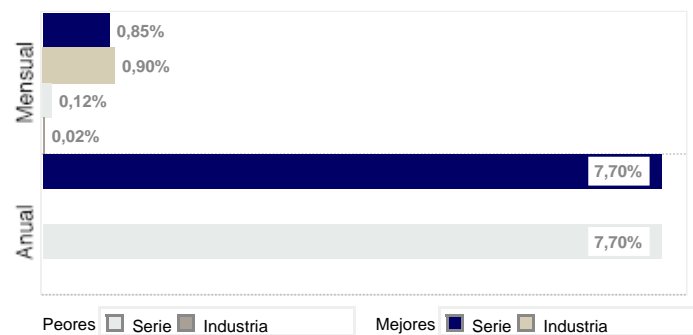 Mensual
0,85%
0,90%
0,12%
0,02%
Anual
7,70%
7,70%
Peores Serie Industria Mejores Serie Industria